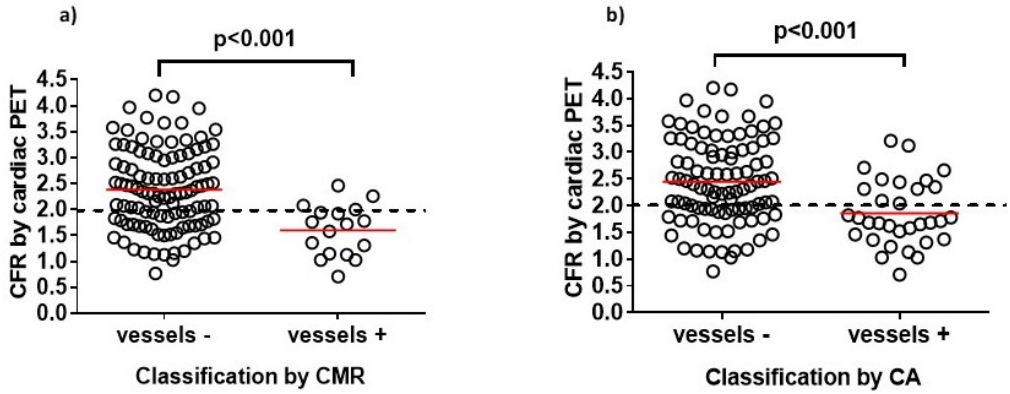 a)
p<0.001
CFR by cardiac PET
4.5
4.0
3.5
3.0
2.5
2.0
1.5
1.0
0.5
0.0
vessels - vessels +
Classification by CMR
b)
p<0.001
CFR by cardiac PET
4.5
4.0
3.5
3.0
2.5
2.0
1.5
1.0
0.5
0.0
vessels - vessels +
Classification by CA